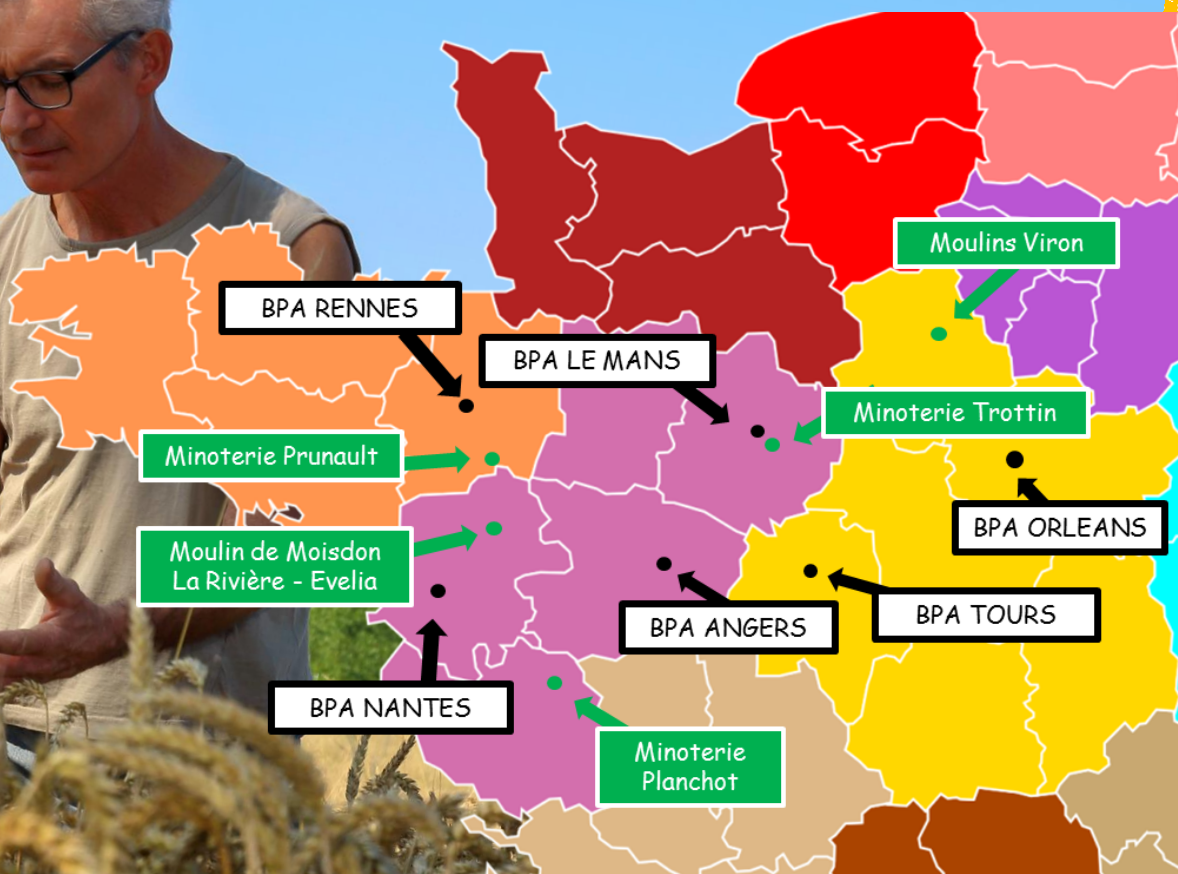 Moulins Viron
BPA RENNES
BPA LE MANS
Minoterie Trottin
Minoterie Prunault
BPA ORLEANS
Moulin de Moisdon
La Rivière - Evelia
BPA ANGERS
BPA TOURS
BPA NANTES
Minoterie
Planchot